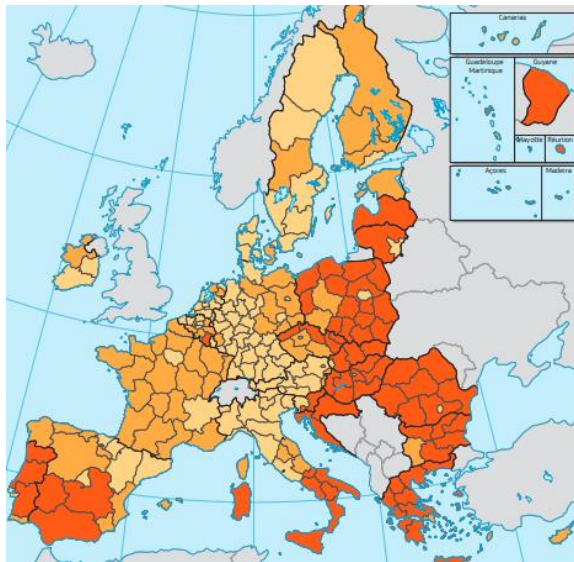 Canarias
Guadeloupe
Martinique
Guyane
Mayotte
Réunion
Açores
Madeira